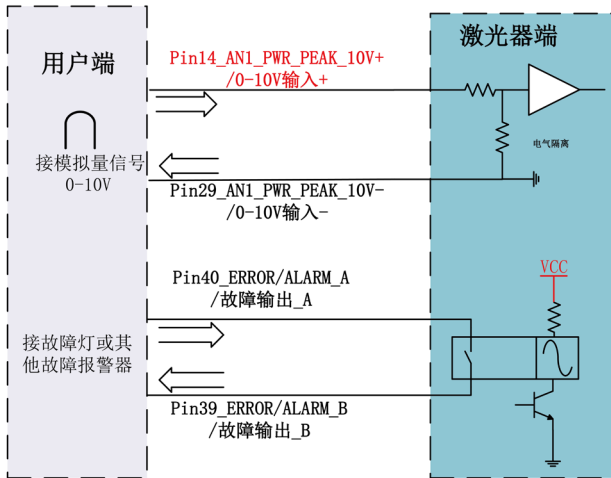 用户端
接模拟量信号
0-10V
接故障灯或其
他故障报警器
Pin14_AN1_PWR_PEAK_10V+
/0-10V输入+
Pin29_AN1_PWR_PEAK_10V-
/0-10V输入-
Pin40_ERROR/ALARM_A
/故障输出_A
Pin39_ERROR/ALARM_B
/故障输出_B
激光器端
电气隔离
VCC